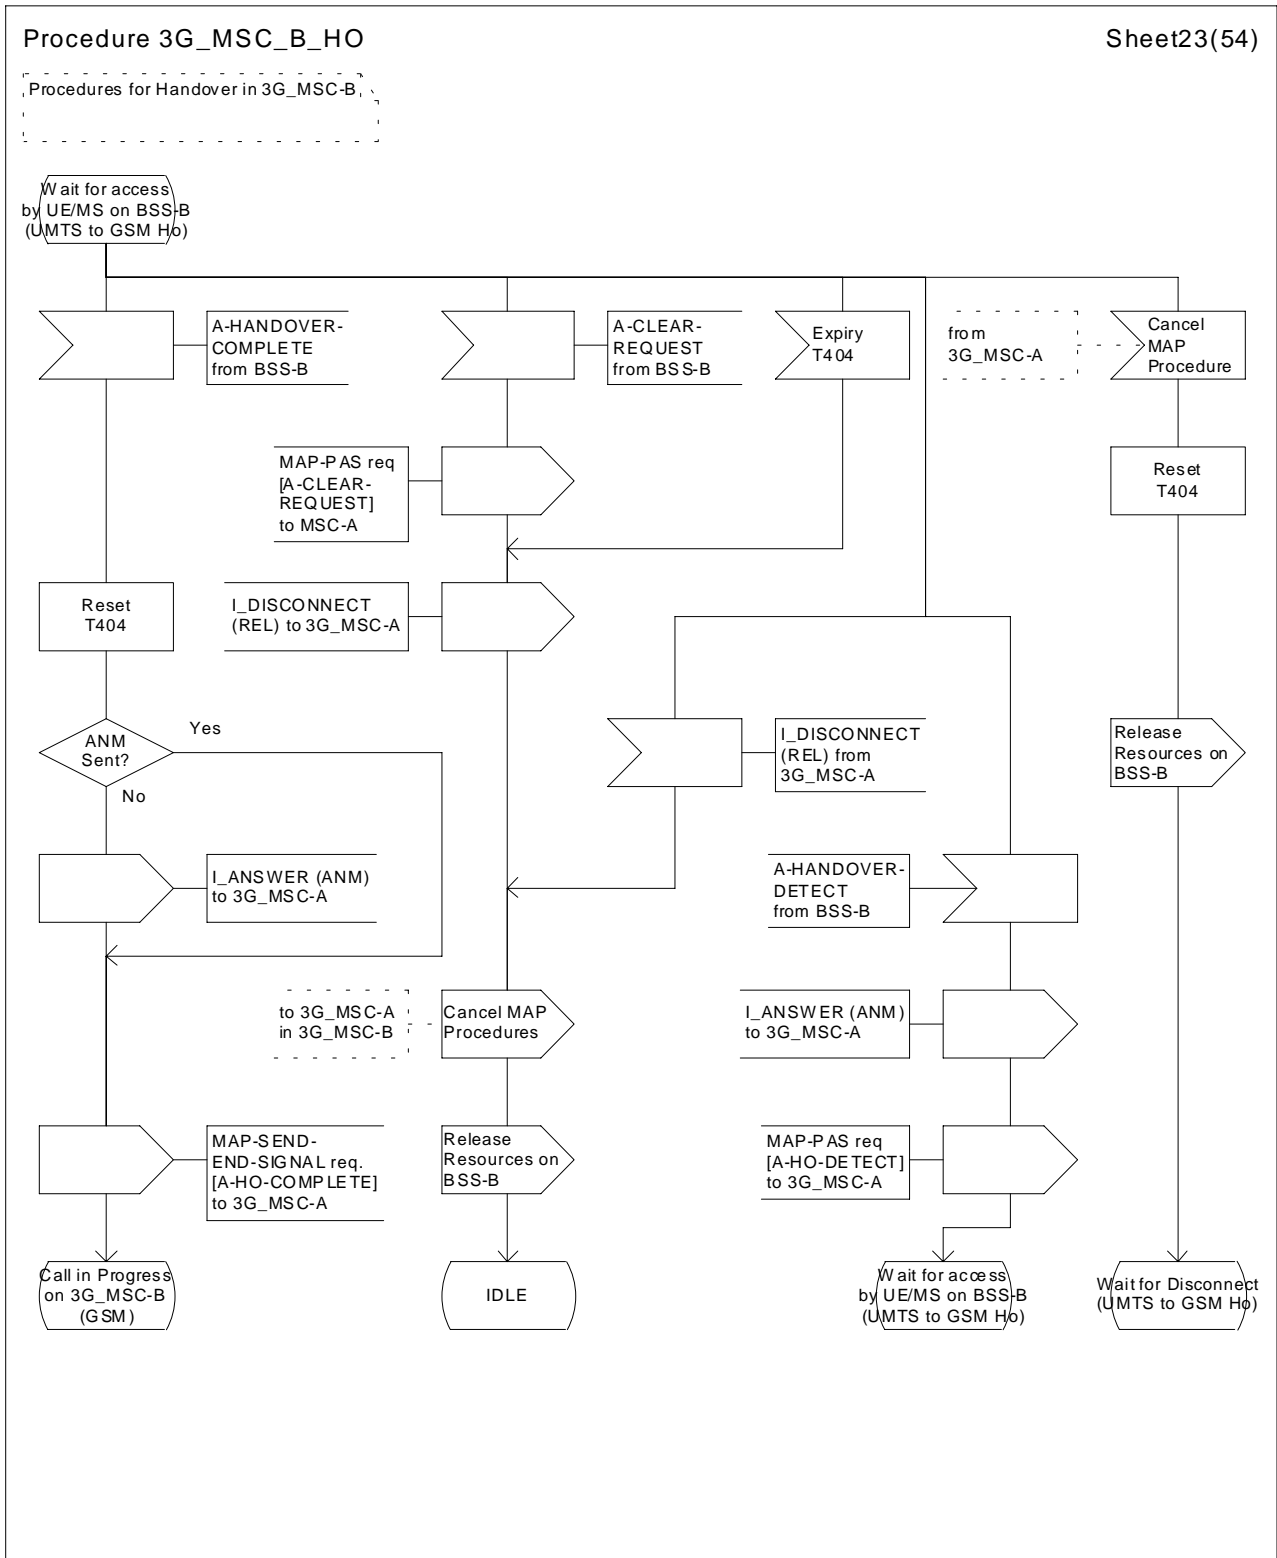 Procedure 3G_MSC_B_HO
Sheet23(54)
Procedures for Handover in 3G_MSC-B
Wait for access
by UE/MS on BSS-B
(UMTS to GSM Ho)
A-HANDOVER-
COMPLETE
from BSS-B
A-CLEAR-
REQUEST
from BSS-B
Expiry
T404
from
3G_MSC-A
Cancel
MAP
Procedure
MAP-PAS req
[A-CLEAR-
REQUEST]
to MSC-A
Reset
T404
Reset
T404
I_DISCONNECT
(REL) to 3G_MSC-A
ANM
Sent?
Yes
No
I_DISCONNECT
(REL) from
3G_MSC-A
Release
Resources on
BSS-B
I_ANSWER (ANM)
to 3G_MSC-A
A-HANDOVER-
DETECT
from BSS-B
to 3G_MSC-A
in 3G_MSC-B
Cancel MAP
Procedures
I_ANSWER (ANM)
to 3G_MSC-A
MAP-SEND-
END-SIGNAL req.
[A-HO-COMPLETE]
to 3G_MSC-A
Release
Resources on
BSS-B
MAP-PAS req
[A-HO-DETECT]
to 3G_MSC-A
Call in Progress
on 3G_MSC-B
(GSM)
IDLE
Wait for access
by UE/MS on BSS-B
(UMTS to GSM Ho)
Wait for Disconnect
(UMTS to GSM Ho)